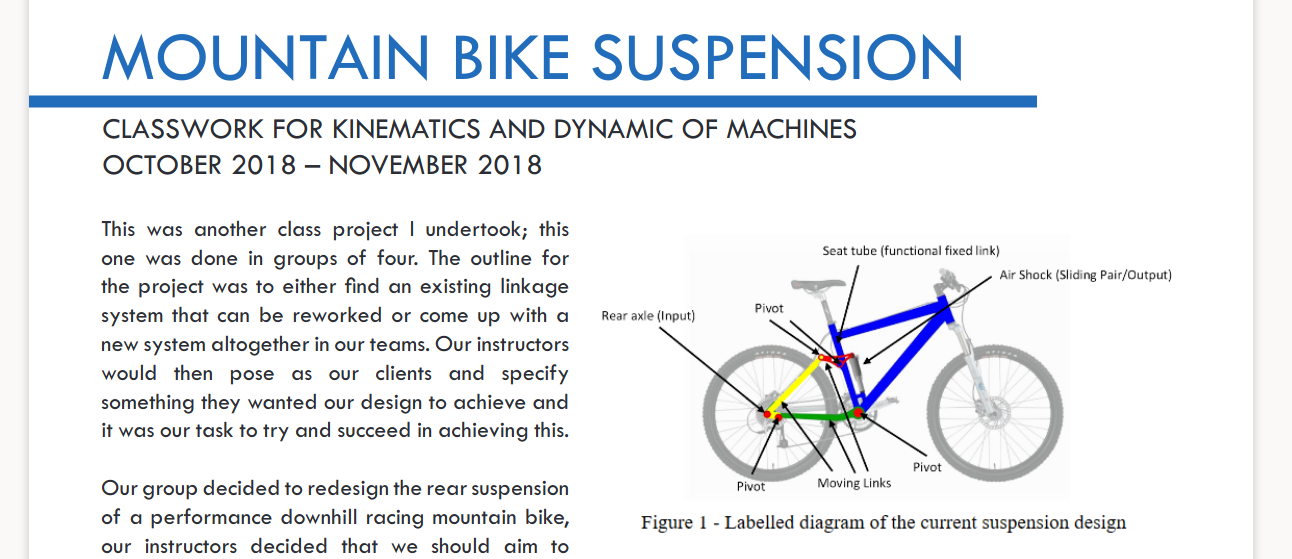 MOUNTAIN BIKE SUSPENSION
CLASSWORK FOR KINEMATICS AND DYNAMIC OF MACHINES
OCTOBER 2018 – NOVEMBER 2018
This was another class project I undertook; this
one was done in groups of four. The outline for
the project was to either find an existing linkage
system that can be reworked or come up with a
new system altogether in our teams. Our instructors
would then pose as our clients and specify
something they wanted our design to achieve and
it was our task to try and succeed in achieving this.
Our group decided to redesign the rear suspension
of a performance downhill racing mountain bike,
our instructors decided that we should aim to
Seat tube (functional fixed link)
Air Shock (Sliding Pair/Output)
Pivot
Rear axle (Input)
Pivot
Moving Links
Pivot
Figure 1 - Labelled diagram of the current suspension design